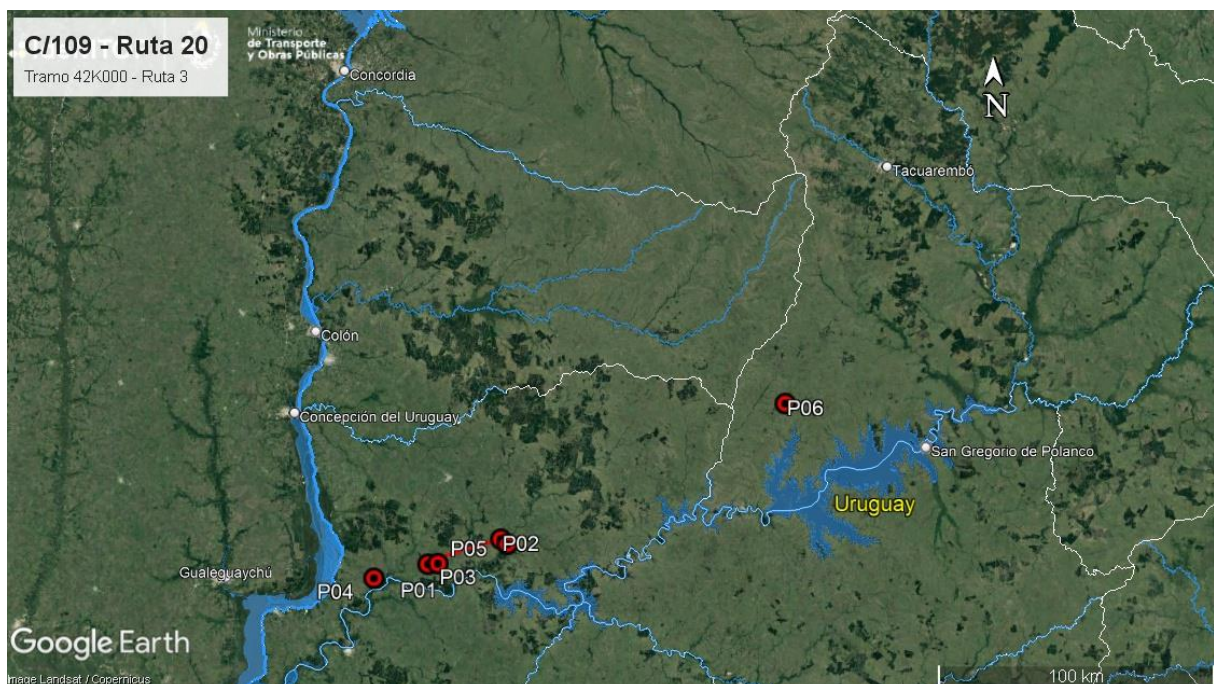 C/109 - Ruta 20
Tramo 42K000 - Ruta 3
Ministerio
de Transporte
y Obras Públicas
Concordia
N
Tacuarembó
Colón
Concepción del Uruguay
P06
San Gregorio de Polanco
Uruguay
P05
P02
Gualeguaychú
P04
P01
P03
Google Earth
100 km
Image Landsat / Copernicus